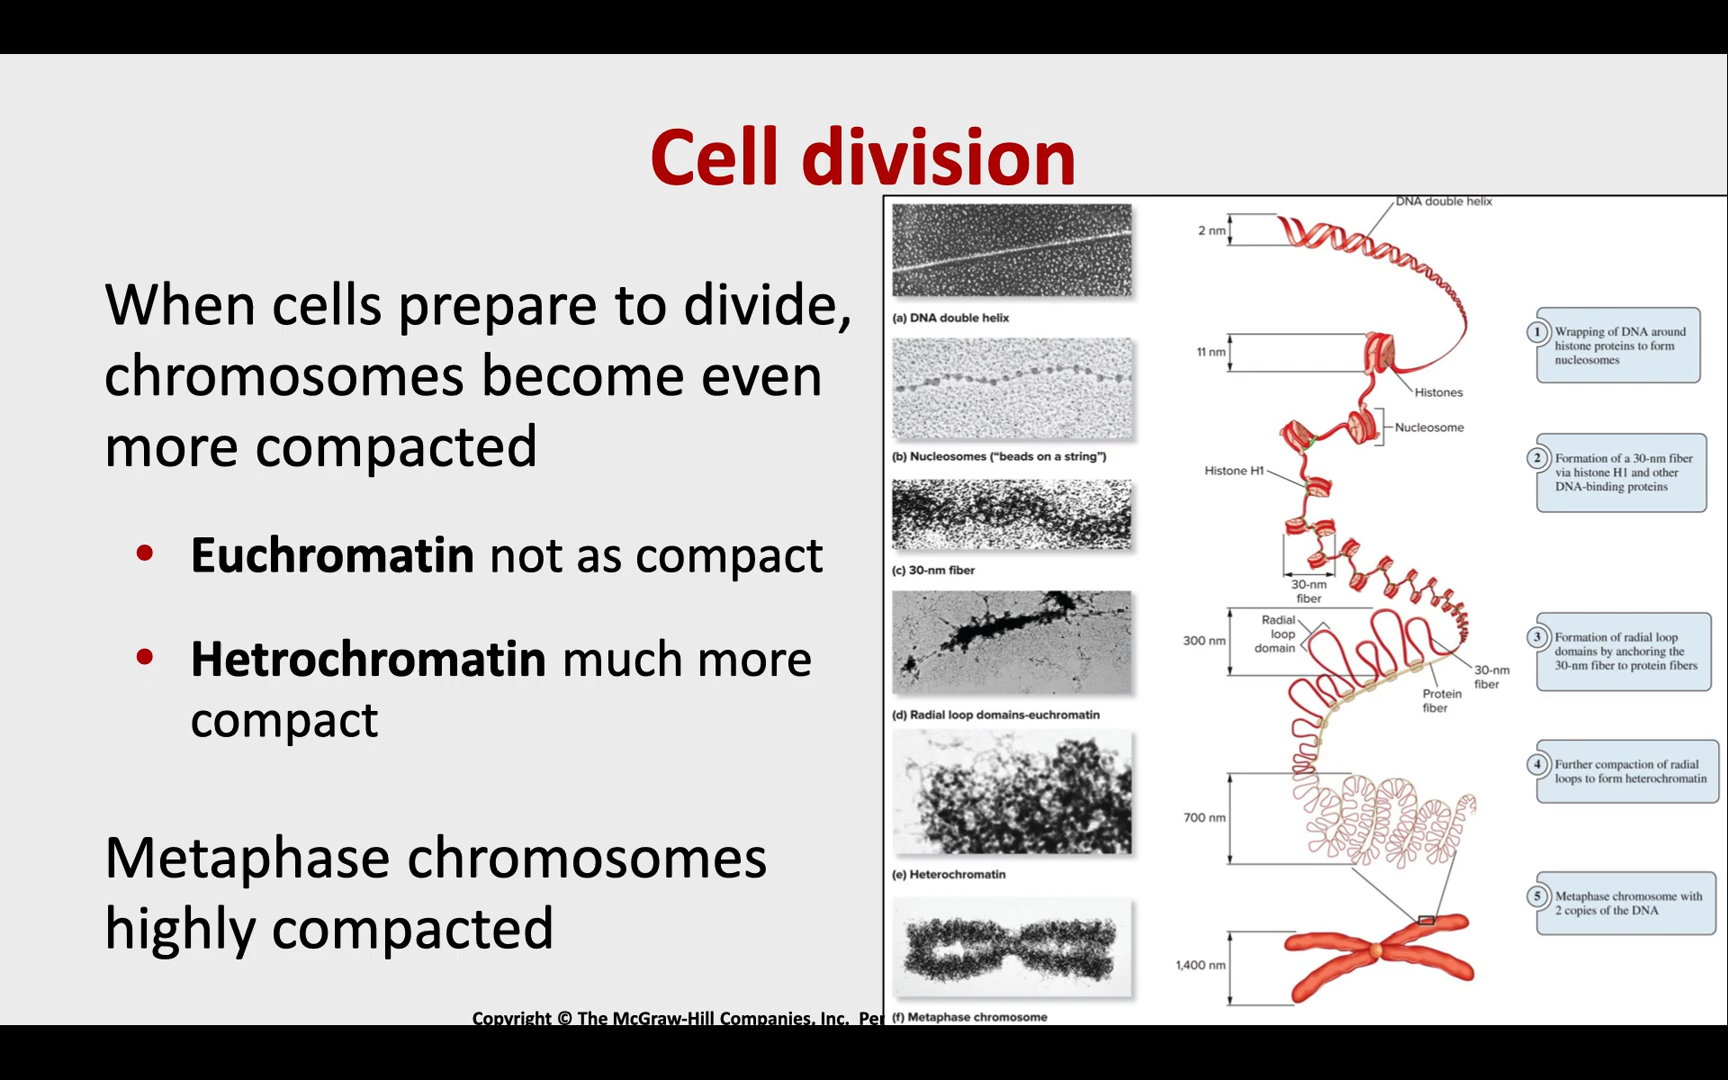 Cell division
When cells prepare to divide,
chromosomes become even
more compacted
• Euchromatin not as compact
• Hetrochromatin much more
compact
Metaphase chromosomes
highly compacted
Copyright © The McGraw-Hill Companies, Inc. Per
(a) DNA double helix
(b) Nucleosomes (“beads on a string”)
(c) 30-nm fiber
(d) Radial loop domains-euchromatin
(e) Heterochromatin
(f) Metaphase chromosome
DNA double helix
2 nm
11 nm
Histones
Nucleosome
Histone H1
30-nm
fiber
Radial
loop
domain
300 nm
30-nm
fiber
Protein
fiber
700 nm
1,400 nm
1 Wrapping of DNA around
histone proteins to form
nucleosomes
2 Formation of a 30-nm fiber
via histone H1 and other
DNA-binding proteins
3 Formation of radial loop
domains by anchoring the
30-nm fiber to protein fibers
4 Further compaction of radial
loops to form heterochromatin
5 Metaphase chromosome with
2 copies of the DNA